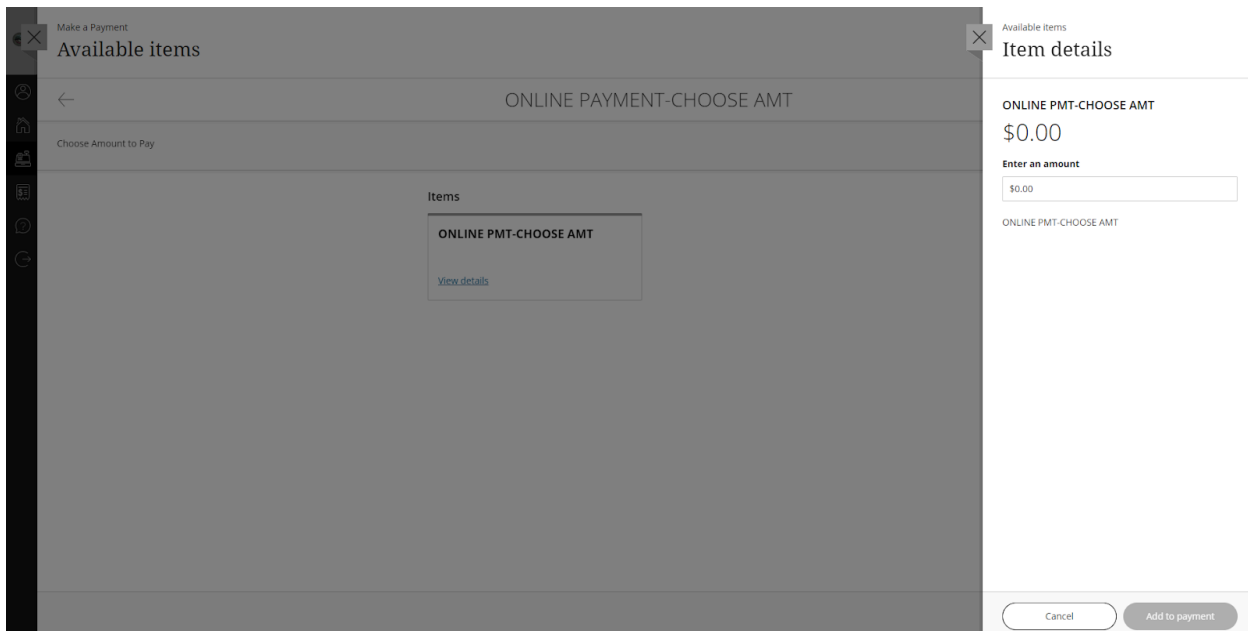 Make a Payment
Available items
ONLINE PAYMENT-CHOOSE AMT
Choose Amount to Pay
Items
ONLINE PMT-CHOOSE AMT
View details
Available items
Item details
ONLINE PMT-CHOOSE AMT
$0.00
Enter an amount
$0.00
ONLINE PMT-CHOOSE AMT
Cancel
Add to payment